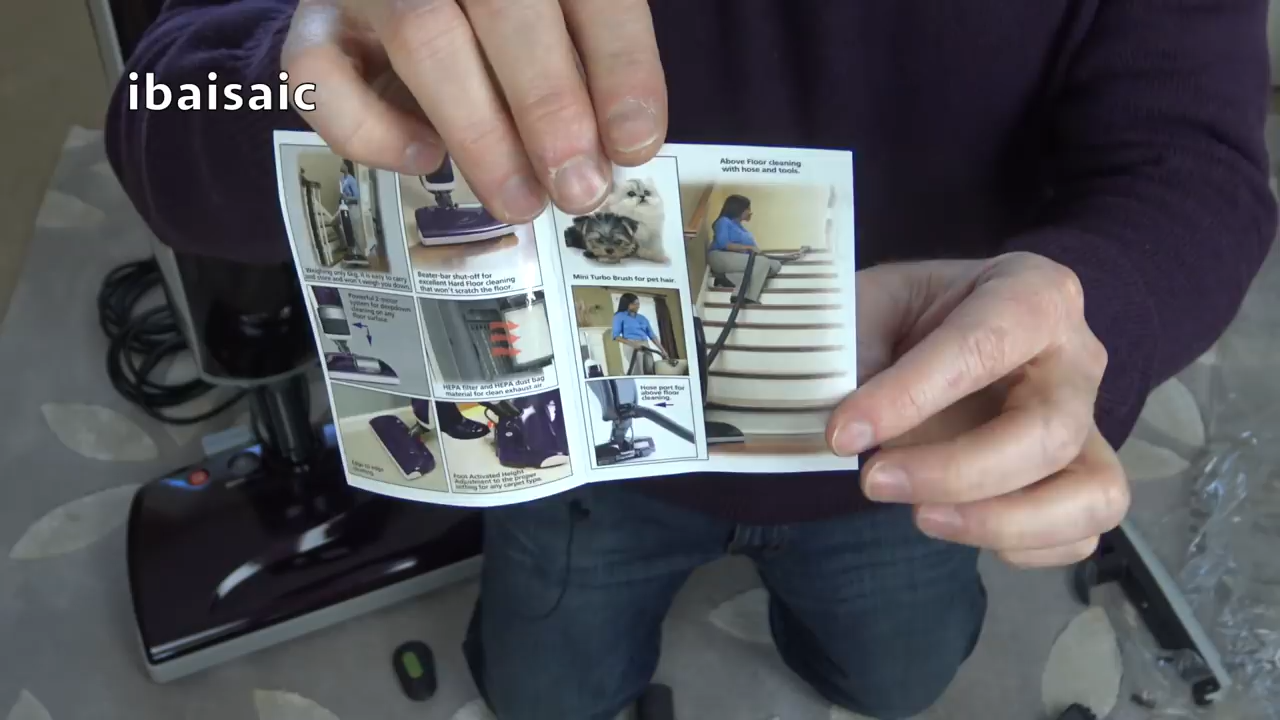 ibaisaic
Above Floor cleaning
with hose and tools.
Weighing only 8kg, it is easy to carry
and store and won't weigh you down.
Beater-bar shut-off for
excellent Hard Floor cleaning
that won't scratch the floor.
Mini Turbo Brush for pet hair.
Powerful 2-motor
system for deepdown
cleaning on any
floor surface
HEPA filter and HEPA dust bag
material for clean exhaust air
Hose port for
above floor
cleaning.
Edge to edge
cleaning.
Foot Activated Height
Adjustment to the proper
setting for any carpet type.